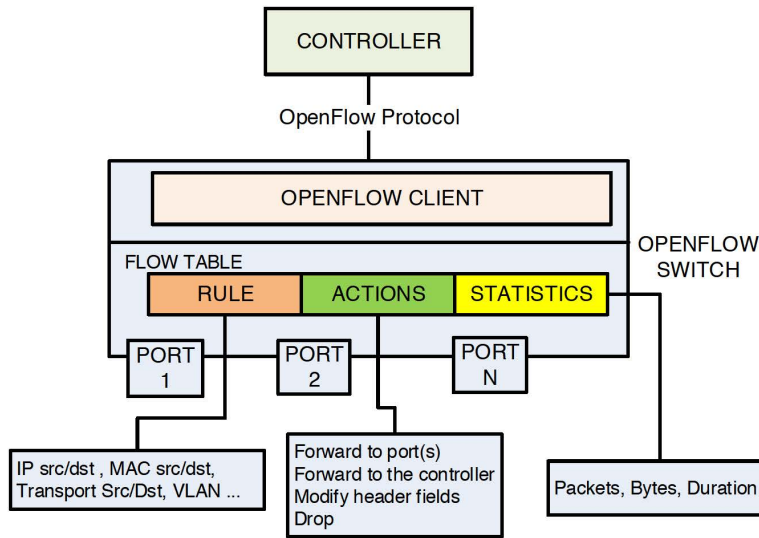 CONTROLLER
OpenFlow Protocol
OPENFLOW CLIENT
OPENFLOW
SWITCH
FLOW TABLE
RULE
ACTIONS
STATISTICS
PORT
1
PORT
2
PORT
N
IP src/dst , MAC src/dst,
Transport Src/Dst, VLAN ...
Forward to port(s)
Forward to the controller
Modify header fields
Drop
Packets, Bytes, Duration